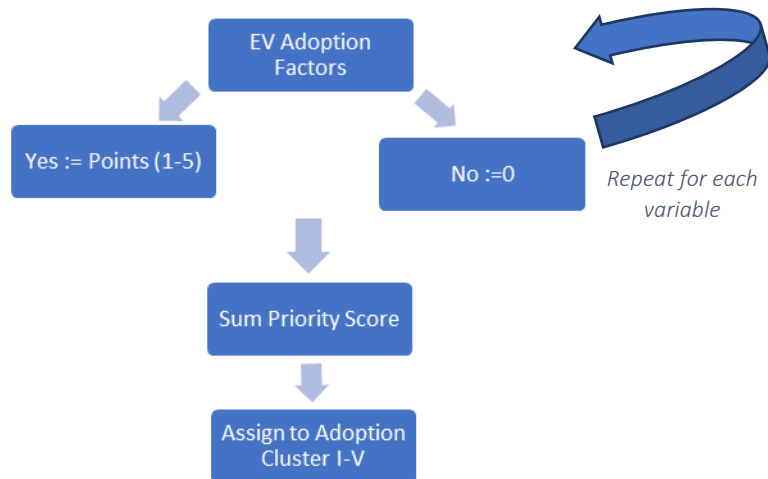 EV Adoption
Factors
Yes := Points (1-5)
No :=0
Repeat for each
variable
Sum Priority Score
Assign to Adoption
Cluster I-V